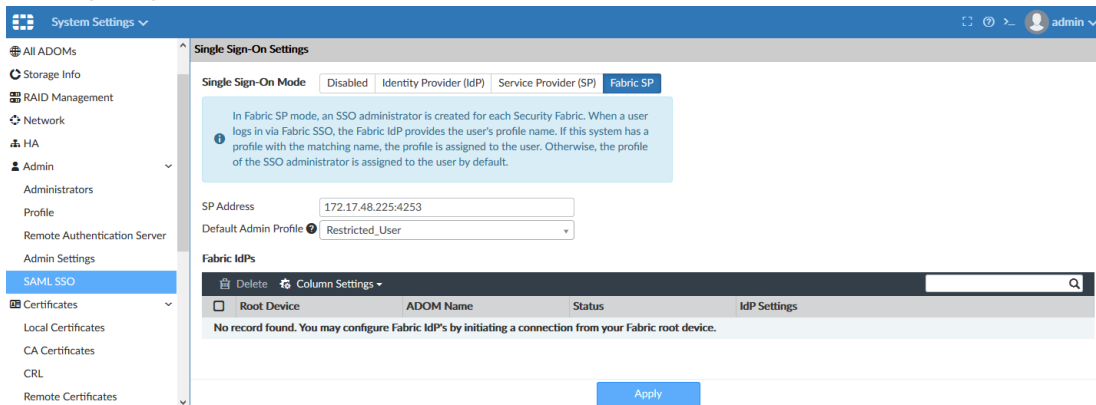 System Settings
admin
All ADOMs
Storage Info
RAID Management
Network
HA
Admin
Administrators
Profile
Remote Authentication Server
Admin Settings
SAML SSO
Certificates
Local Certificates
CA Certificates
CRL
Remote Certificates
Single Sign-On Settings
Single Sign-On Mode Disabled Identity Provider (IdP) Service Provider (SP) Fabric SP
In Fabric SP mode, an SSO administrator is created for each Security Fabric. When a user
logs in via Fabric SSO, the Fabric IdP provides the user's profile name. If this system has a
profile with the matching name, the profile is assigned to the user. Otherwise, the profile
of the SSO administrator is assigned to the user by default.
SP Address 172.17.48.225:4253
Default Admin Profile Restricted_User
Fabric IdPs
Delete Column Settings
Root Device ADOM Name Status IdP Settings
No record found. You may configure Fabric IdP's by initiating a connection from your Fabric root device.
Apply